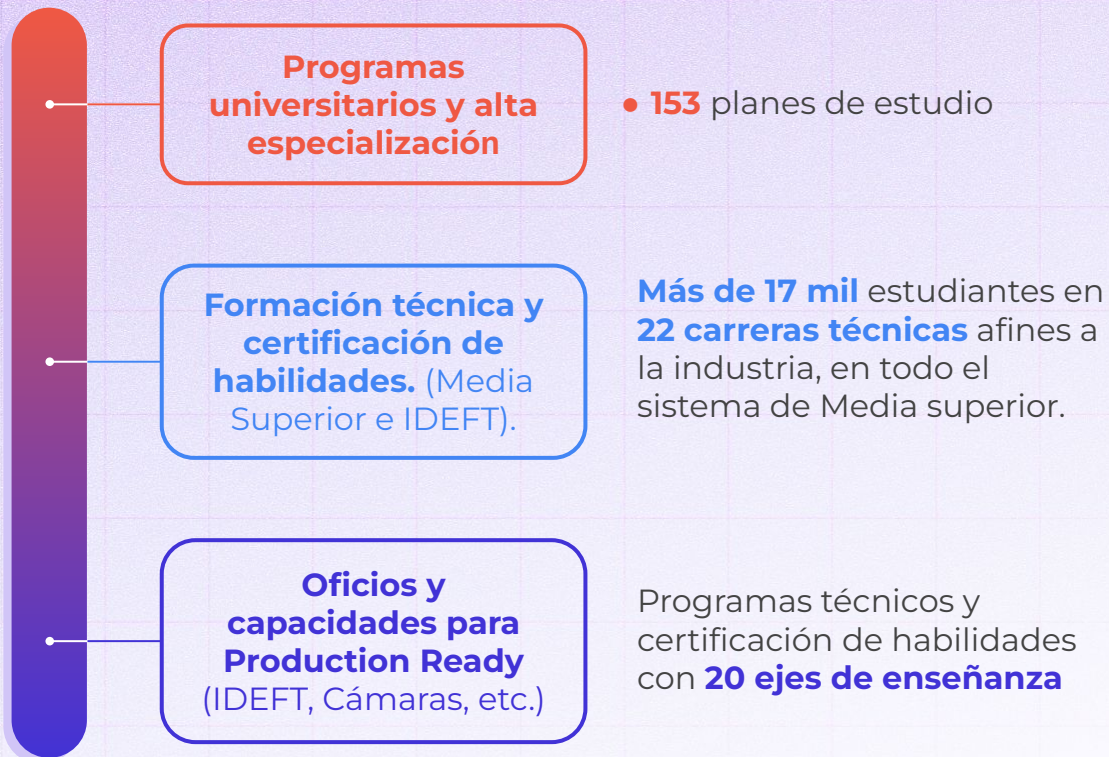 Programas
universitarios y alta
especialización
• 153 planes de estudio
Formación técnica y
certificación de
habilidades. (Media
Superior e IDEFT).
Más de 17 mil estudiantes en
22 carreras técnicas afines a
la industria, en todo el
sistema de Media superior.
Oficios y
capacidades para
Production Ready
(IDEFT, Cámaras, etc.)
Programas técnicos y
certificación de habilidades
con 20 ejes de enseñanza